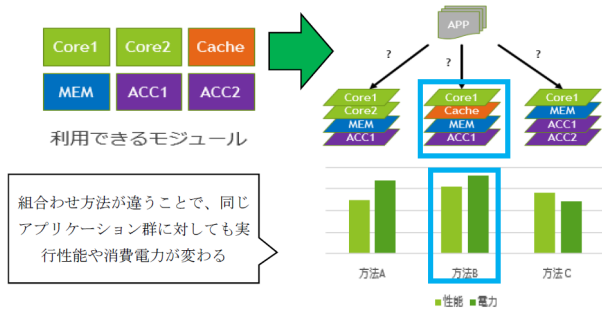 Core1
Core2
Cache
MEM
ACC1
ACC2
利用できるモジュール
組合わせ方法が違うことで、同じ
アプリケーション群に対しても実
行性能や消費電力が変わる
APP
?
?
?
Core1
Core2
MEM
ACC1
Core1
Cache
MEM
ACC1
Core1
MEM
ACC1
ACC2
方法A
方法B
方法C
性能
電力